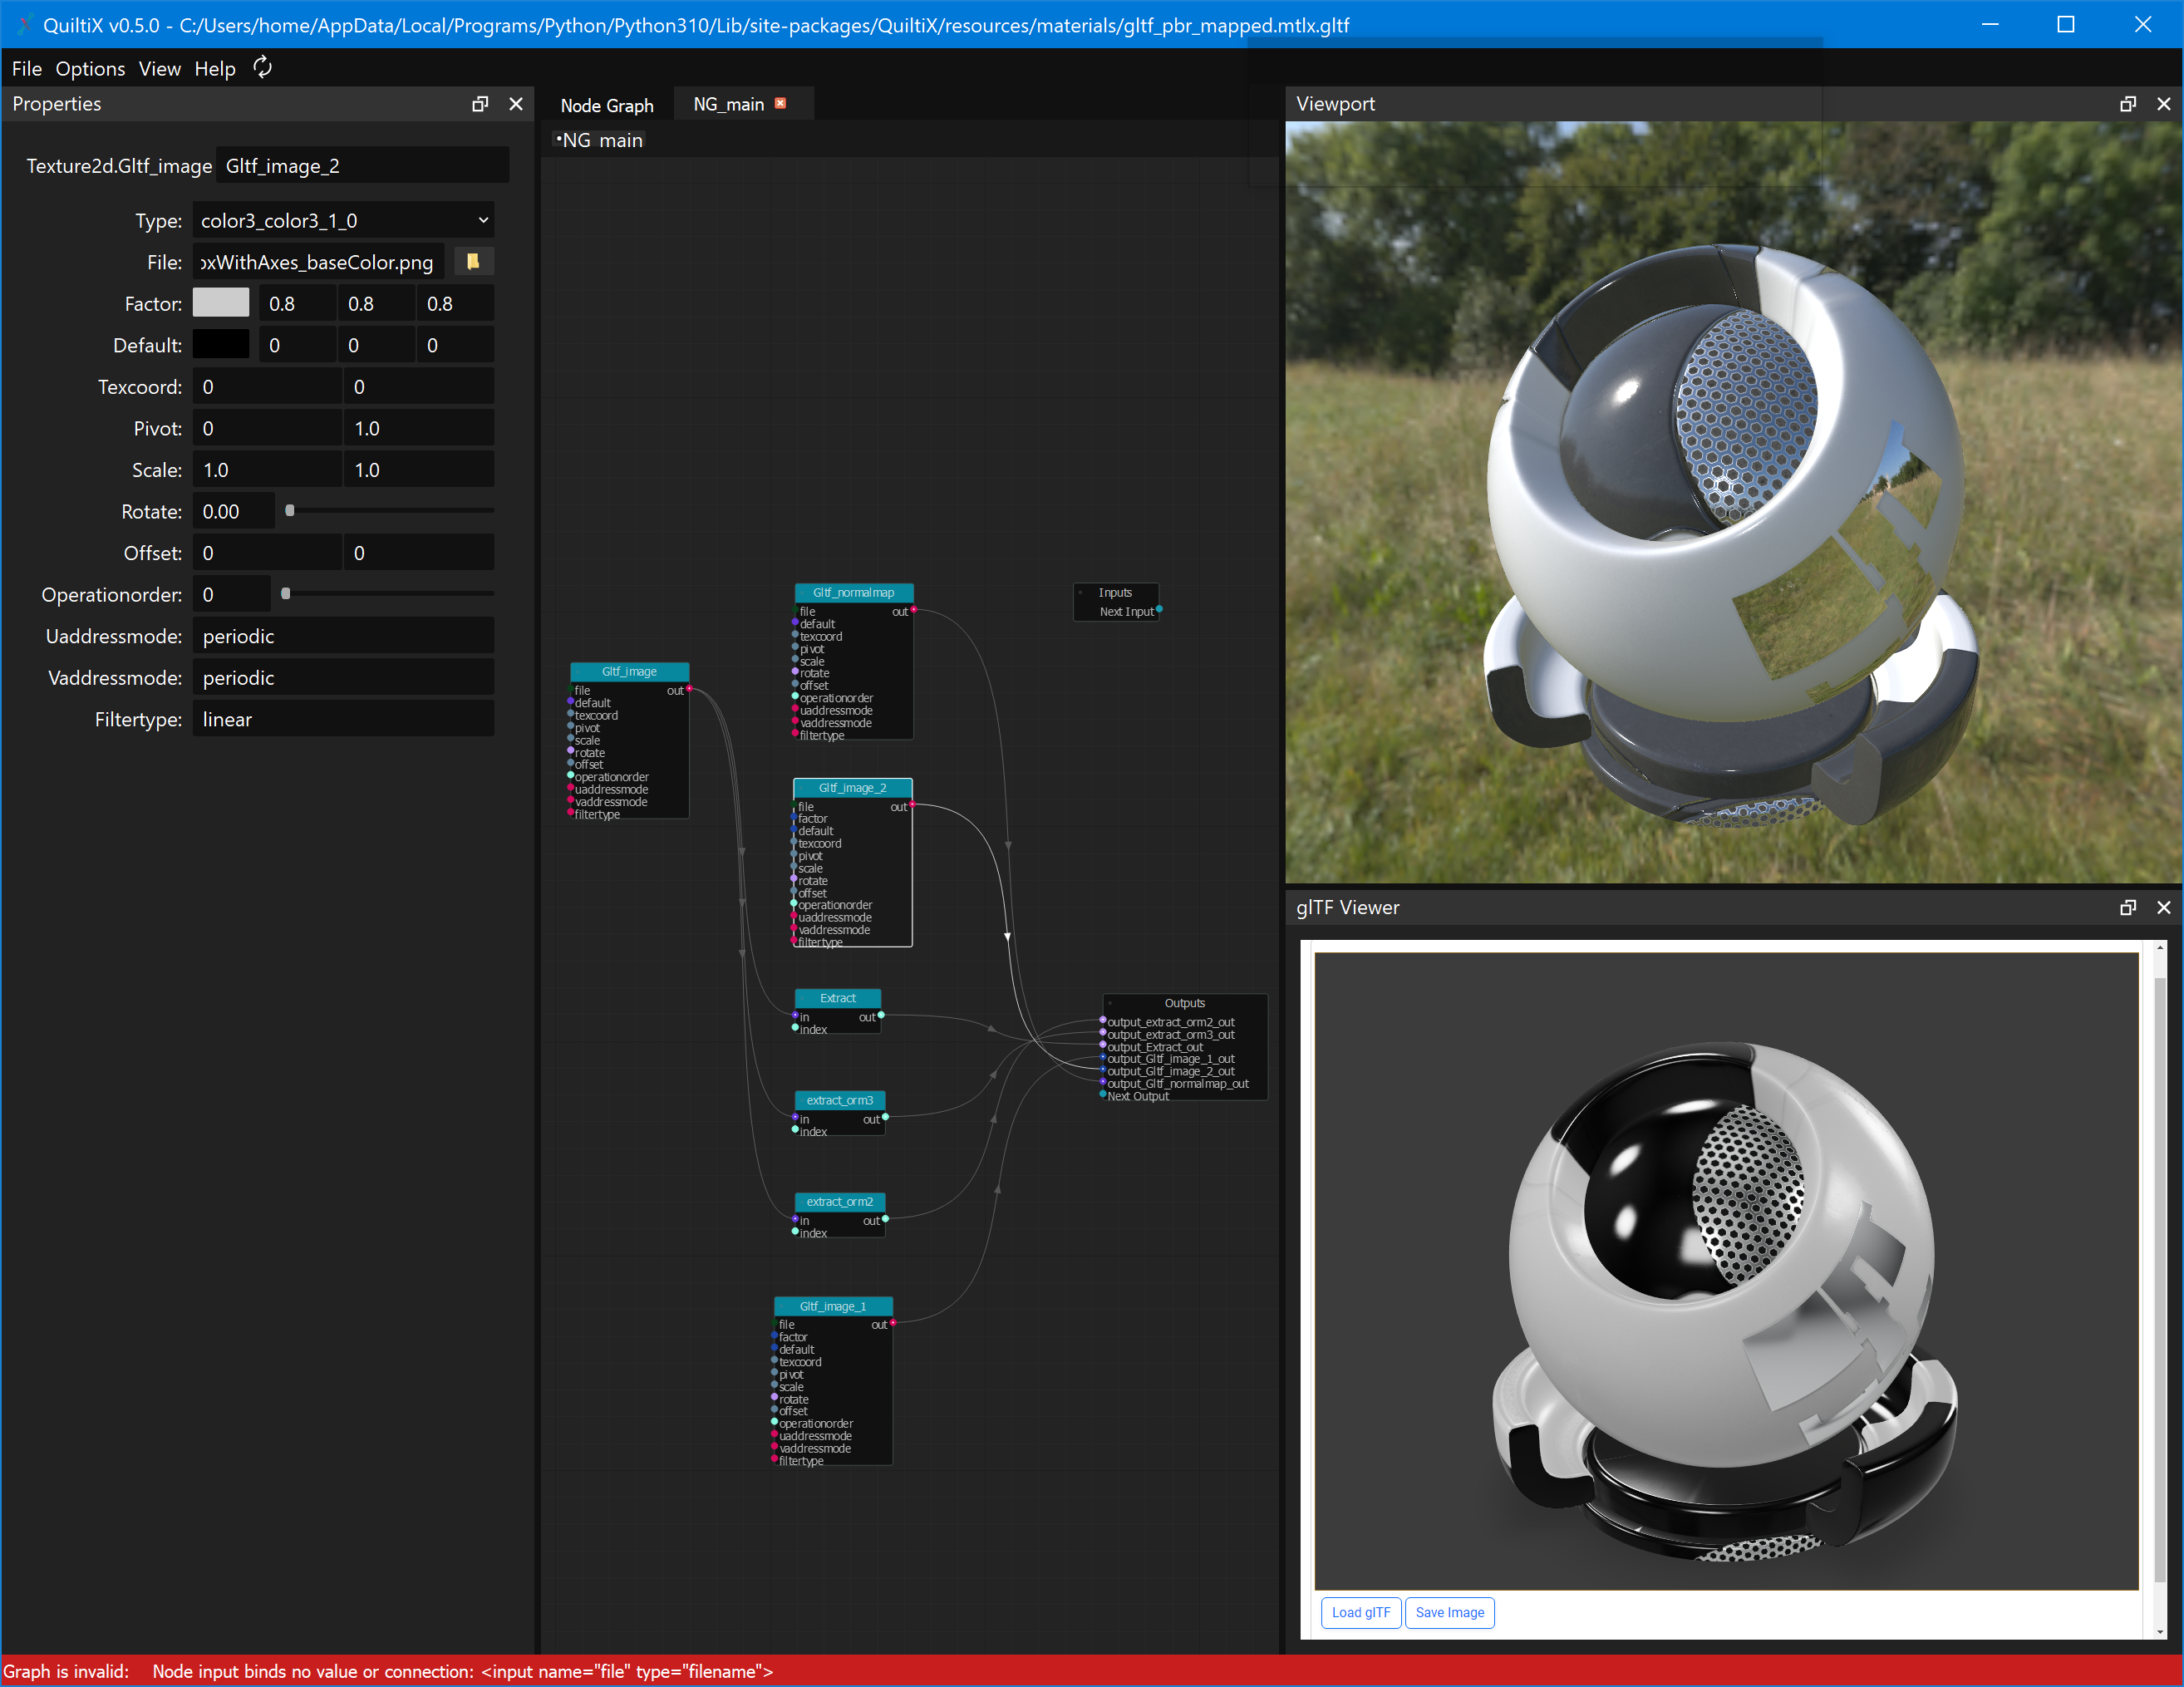 QuiltiX v0.5.0 - C:/Users/home/AppData/Local/Programs/Python/Python310/Lib/site-packages/QuiltiX/resources/materials/gltf_pbr_mapped.mtlx.gltf
File Options View Help
Properties
Texture2d.Gltf_image Gltf_image_2
Type: color3_color3_1_0
File: oxWithAxes_baseColor.png
Factor: 0.8 0.8 0.8
Default: 0 0 0
Texcoord: 0 0
Pivot: 0 1.0
Scale: 1.0 1.0
Rotate: 0.00
Offset: 0 0
Operationorder: 0
Uaddressmode: periodic
Vaddressmode: periodic
Filtertype: linear
Node Graph NG_main
•NG_main
Gltf_image
file out
default
texcoord
pivot
scale
rotate
offset
operationorder
uaddressmode
vaddressmode
filtertype
Gltf_normalmap
file out
default
texcoord
pivot
scale
rotate
offset
operationorder
uaddressmode
vaddressmode
filtertype
Gltf_image_2
file out
factor
default
texcoord
pivot
scale
rotate
offset
operationorder
uaddressmode
vaddressmode
filtertype
Extract
in out
index
extract_orm3
in out
index
extract_orm2
in out
index
Gltf_image_1
file out
factor
default
texcoord
pivot
scale
rotate
offset
operationorder
uaddressmode
vaddressmode
filtertype
Inputs
Next Input
Outputs
output_extract_orm2_out
output_extract_orm3_out
output_Extract_out
output_Gltf_image_1_out
output_Gltf_image_2_out
output_Gltf_normalmap_out
Next Output
Viewport
glTF Viewer
Load glTF Save Image
Graph is invalid: Node input binds no value or connection: <input name="file" type="filename">